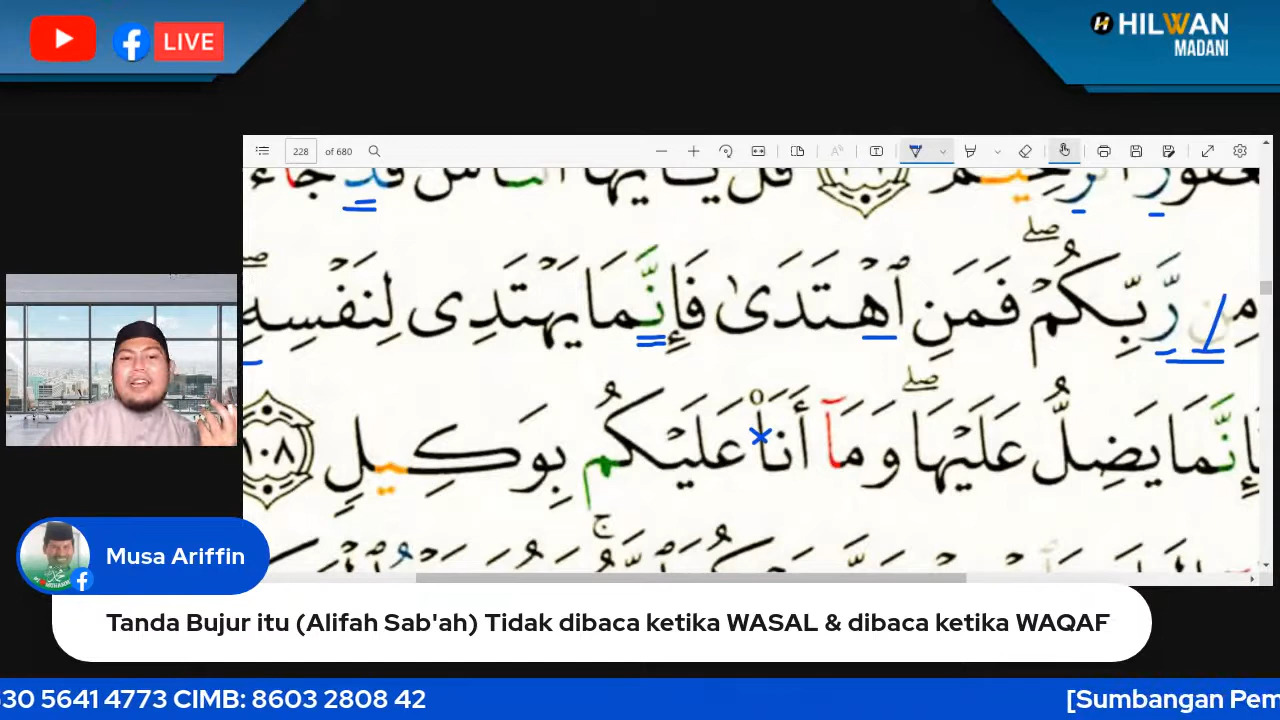 LIVE
HILWAN
MADANI
228 of 680
مِن رَّبِّكُمْ ۖ فَمَنِ ٱهْتَدَىٰ فَإِنَّمَا يَهْتَدِى لِنَفْسِهِ
يَضِلُّ عَلَيْهَا ۖ وَمَآ أَنَا۠ عَلَيْكُم بِوَكِيلٍ ١٠٨
Musa Ariffin
Tanda Bujur itu (Alifah Sab'ah) Tidak dibaca ketika WASAL & dibaca ketika WAQAF
30 5641 4773 CIMB: 8603 2808 42
[Sumbangan Pem